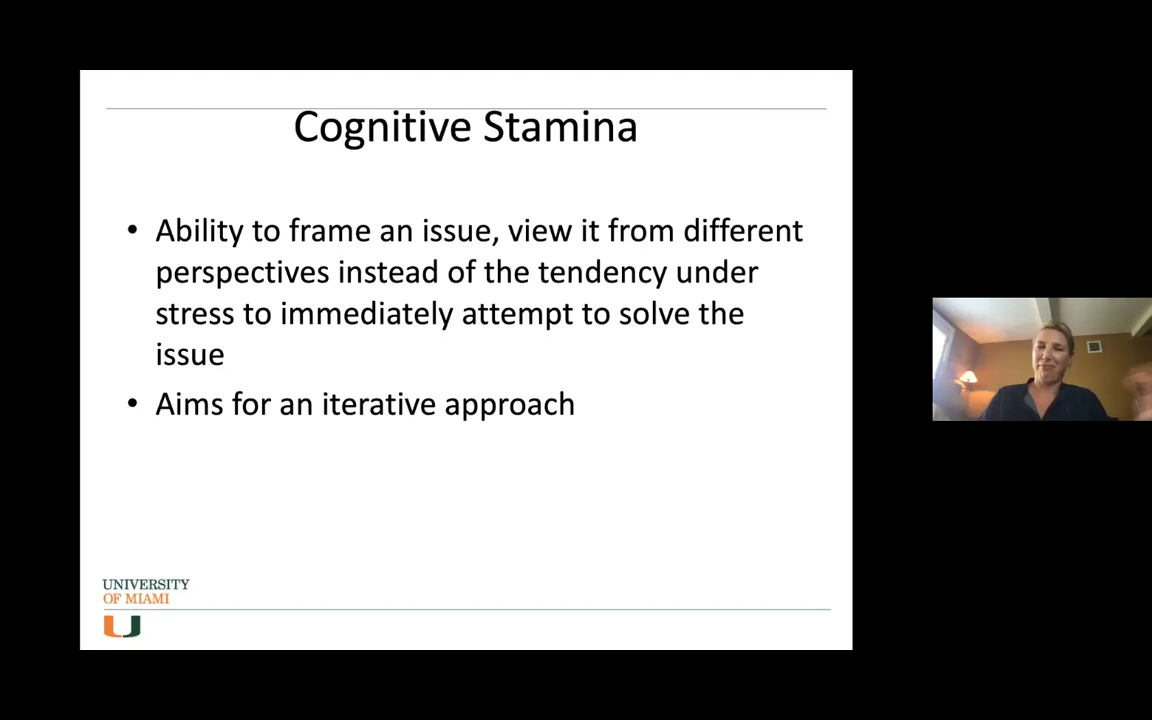 Cognitive Stamina
• Ability to frame an issue, view it from different
perspectives instead of the tendency under
stress to immediately attempt to solve the
issue
• Aims for an iterative approach
UNIVERSITY
OF MIAMI
U